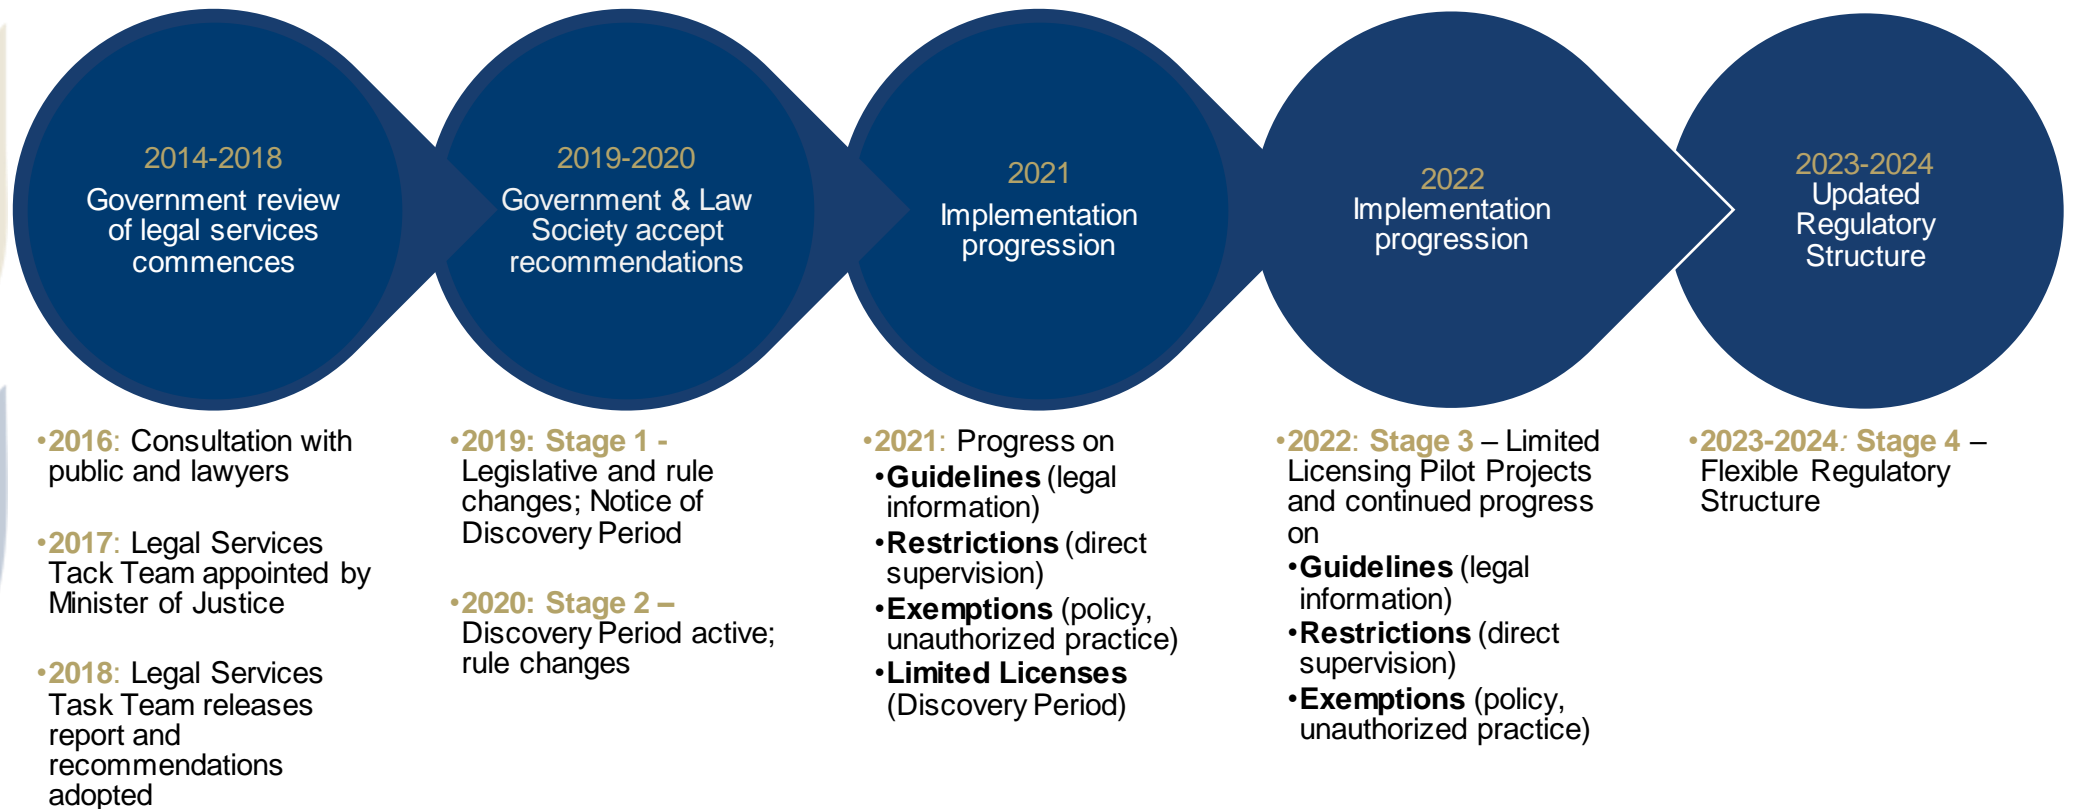 2014-2018
Government review
of legal services
commences
2019-2020
Government & Law
Society accept
recommendations
2021
Implementation
progression
2022
Implementation
progression
2023-2024
Updated
Regulatory
Structure
•2016: Consultation with
public and lawyers
•2017: Legal Services
Tack Team appointed by
Minister of Justice
•2018: Legal Services
Task Team releases
report and
recommendations
adopted
•2019: Stage 1 -
Legislative and rule
changes; Notice of
Discovery Period
•2020: Stage 2 –
Discovery Period active;
rule changes
•2021: Progress on
•Guidelines (legal
information)
•Restrictions (direct
supervision)
•Exemptions (policy,
unauthorized practice)
•Limited Licenses
(Discovery Period)
•2022: Stage 3 – Limited
Licensing Pilot Projects
and continued progress
on
•Guidelines (legal
information)
•Restrictions (direct
supervision)
•Exemptions (policy,
unauthorized practice)
•2023-2024: Stage 4 –
Flexible Regulatory
Structure